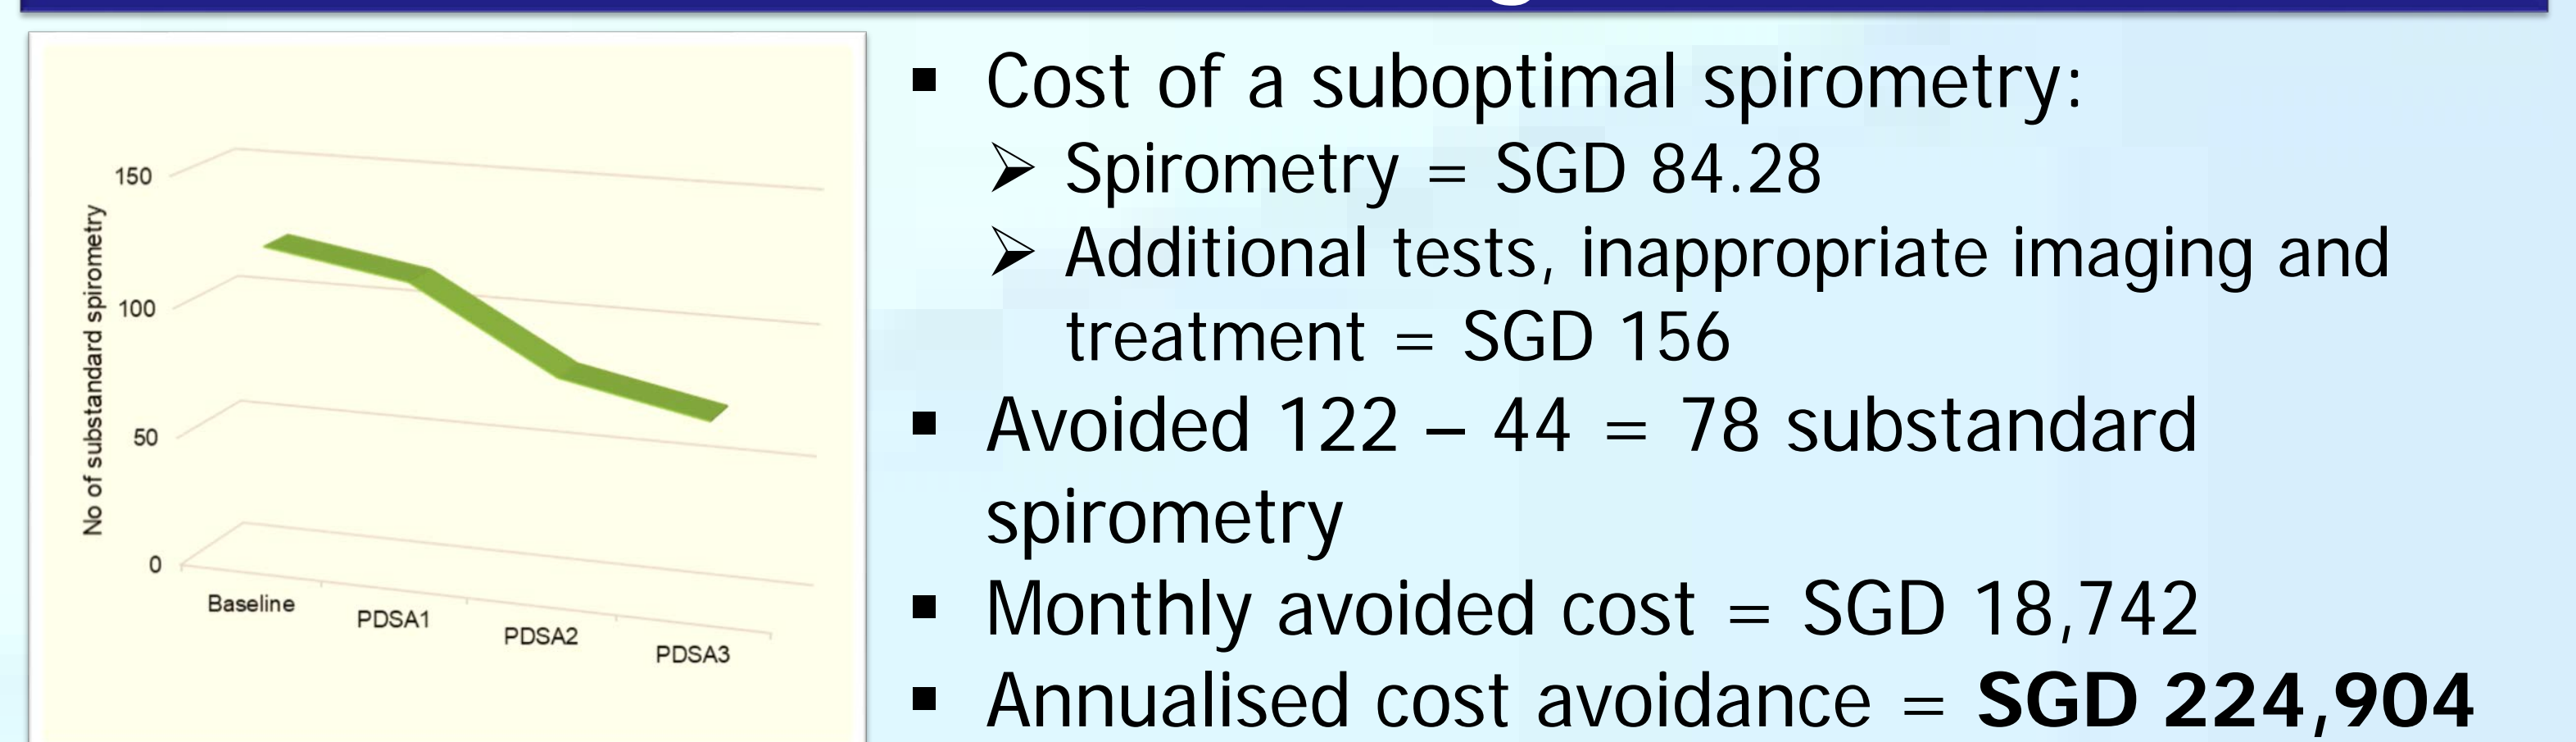 150
100
50
0
No of substandard spirometry
Baseline
PDSA1
PDSA2
PDSA3
▪ Cost of a suboptimal spirometry:
➢ Spirometry = SGD 84.28
➢ Additional tests, inappropriate imaging and
treatment = SGD 156
▪ Avoided 122 – 44 = 78 substandard
spirometry
▪ Monthly avoided cost = SGD 18,742
▪ Annualised cost avoidance = SGD 224,904